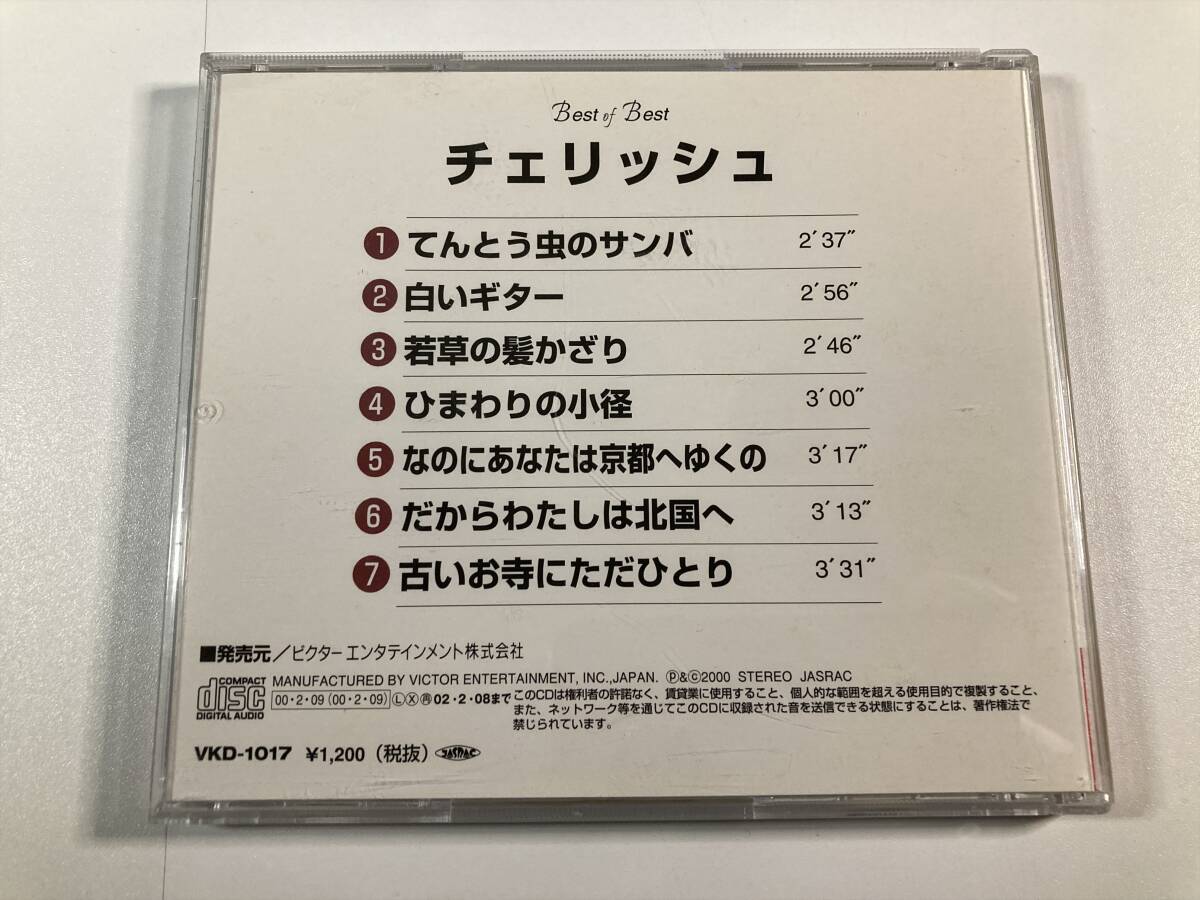 Best of Best
チェリッシュ
1 てんとう虫のサンバ 2'37"
2 白いギター 2'56"
3 若草の髪かざり 2'46"
4 ひまわりの小径 3'00"
5 なのにあなたは京都へゆくの 3'17"
6 だからわたしは北国へ 3'13"
7 古いお寺にただひとり 3'31"
■発売元/ビクター エンタテインメント株式会社
COMPACT disc DIGITAL AUDIO
MANUFACTURED BY VICTOR ENTERTAINMENT, INC.,JAPAN. Ⓟ&ⓒ2000 STEREO JASRAC
00・2・09 (00・2・09) Ⓛ Ⓧ ㊞ 02・2・08まで
このCDは権利者の許諾なく、賃貸業に使用すること、個人的な範囲を超える使用目的で複製すること、
また、ネットワーク等を通じてこのCDに収録された音を送信できる状態にすることは、著作権法で
禁じられています。
VKD-1017 ¥1,200 (税抜) JASRAC